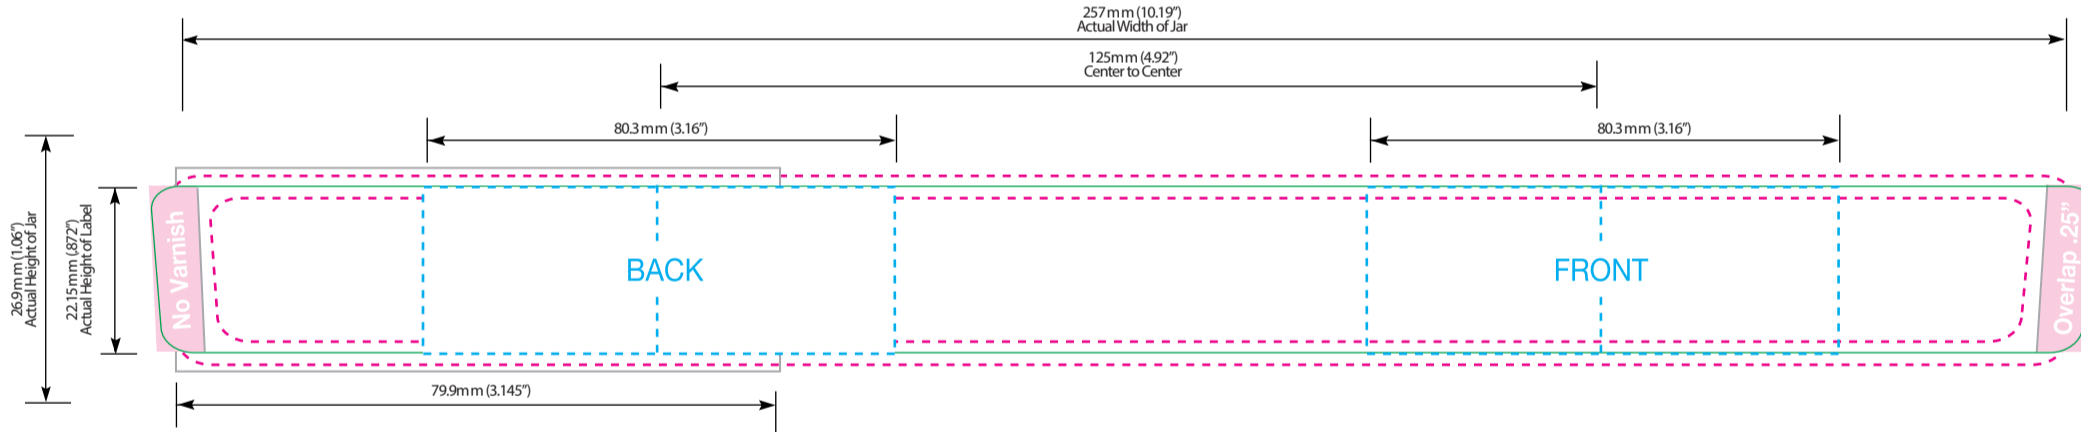 257mm (10.19")
Actual Width of Jar
125mm (4.92")
Center to Center
80.3mm (3.16")
80.3mm (3.16")
26.9mm (1.06")
Actual Height of Jar
22.15mm (.872")
Actual Height of Label
No Varnish
BACK
FRONT
Overlap .25"
79.9mm (3.145")